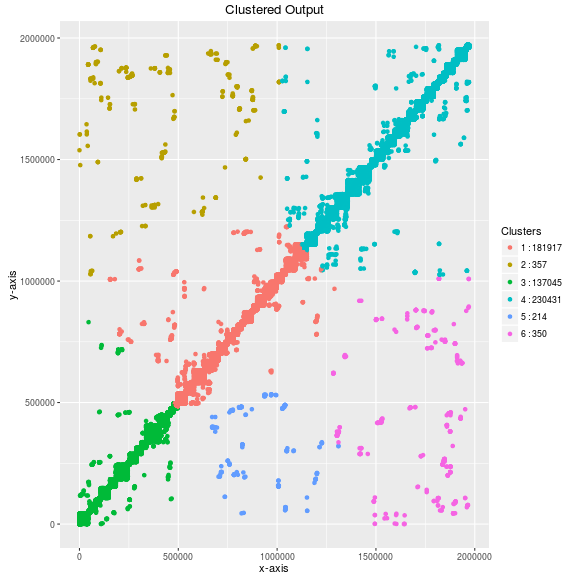 Clustered Output
2000000
1500000
1000000
500000
0
y-axis
0 500000 1000000 1500000 2000000
x-axis
Clusters
1 :181917
2 :357
3 :137045
4 :230431
5 :214
6 :350